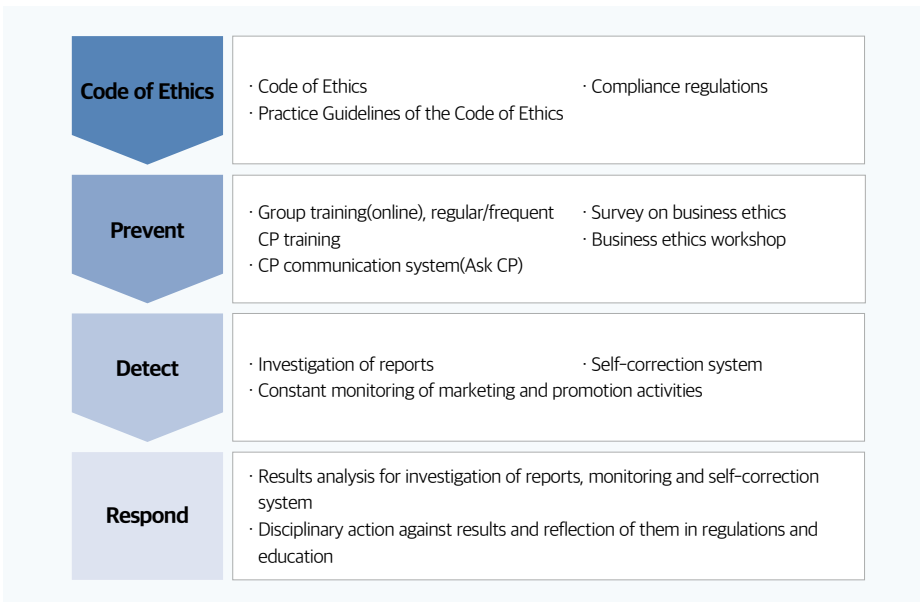 Code of Ethics
· Code of Ethics
· Compliance regulations
· Practice Guidelines of the Code of Ethics
Prevent
· Group training(online), regular/frequent
CP training
· CP communication system(Ask CP)
· Survey on business ethics
· Business ethics workshop
Detect
· Investigation of reports
· Self-correction system
· Constant monitoring of marketing and promotion activities
Respond
· Results analysis for investigation of reports, monitoring and self-correction
system
· Disciplinary action against results and reflection of them in regulations and
education